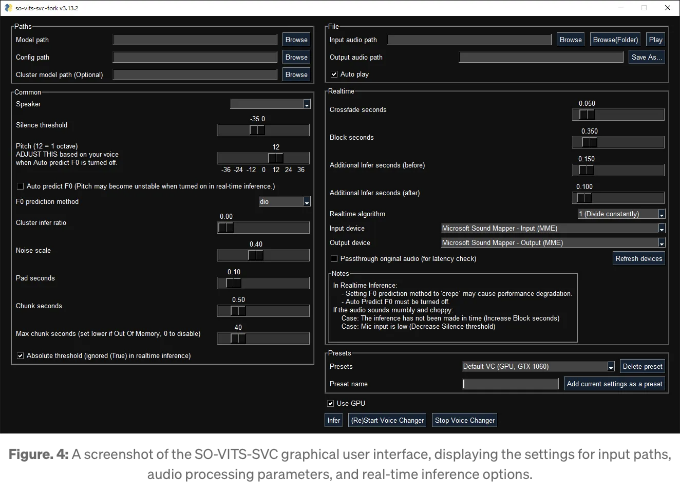 so-vits-svc-fork v3.13.2
Paths
Model path
Browse
Config path
Browse
Cluster model path (Optional)
Browse
Common
Speaker
Silence threshold
-35.0
Pitch (12 = 1 octave)
ADJUST THIS based on your voice
when Auto predict F0 is turned off.
12
-36 -24 -12 0 12 24 36
Auto predict F0 (Pitch may become unstable when turned on in real-time inference.)
F0 prediction method
dio
Cluster infer ratio
0.00
Noise scale
0.40
Pad seconds
0.10
Chunk seconds
0.50
Max chunk seconds (set lower if Out Of Memory, 0 to disable)
40
Absolute threshold (ignored (True) in realtime inference)
File
Input audio path
Browse
Browse(Folder)
Play
Output audio path
Save As...
Auto play
Realtime
Crossfade seconds
0.050
Block seconds
0.350
Additional Infer seconds (before)
0.150
Additional Infer seconds (after)
0.100
Realtime algorithm
1 (Divide constantly)
Input device
Microsoft Sound Mapper - Input (MME)
Output device
Microsoft Sound Mapper - Output (MME)
Passthrough original audio (for latency check)
Refresh devices
Notes
In Realtime Inference:
- Setting F0 prediction method to 'crepe' may cause performance degradation.
- Auto Predict F0 must be turned off.
If the audio sounds mumbly and choppy:
Case: The inference has not been made in time (Increase Block seconds)
Case: Mic input is low (Decrease Silence threshold)
Presets
Presets
Default VC (GPU, GTX 1060)
Delete preset
Preset name
Add current settings as a preset
Use GPU
Infer
(Re)Start Voice Changer
Stop Voice Changer
Figure. 4: A screenshot of the SO-VITS-SVC graphical user interface, displaying the settings for input paths,
audio processing parameters, and real-time inference options.